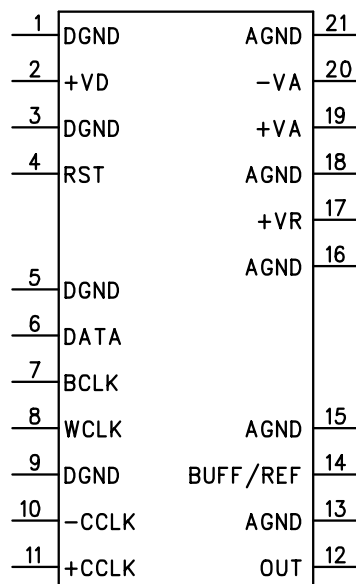 1 DGND AGND 21
2 +VD -VA 20
3 DGND +VA 19
4 RST AGND 18
+VR 17
AGND 16
5 DGND
6 DATA
7 BCLK
8 WCLK AGND 15
9 DGND BUFF/REF 14
10 -CCLK AGND 13
11 +CCLK OUT 12